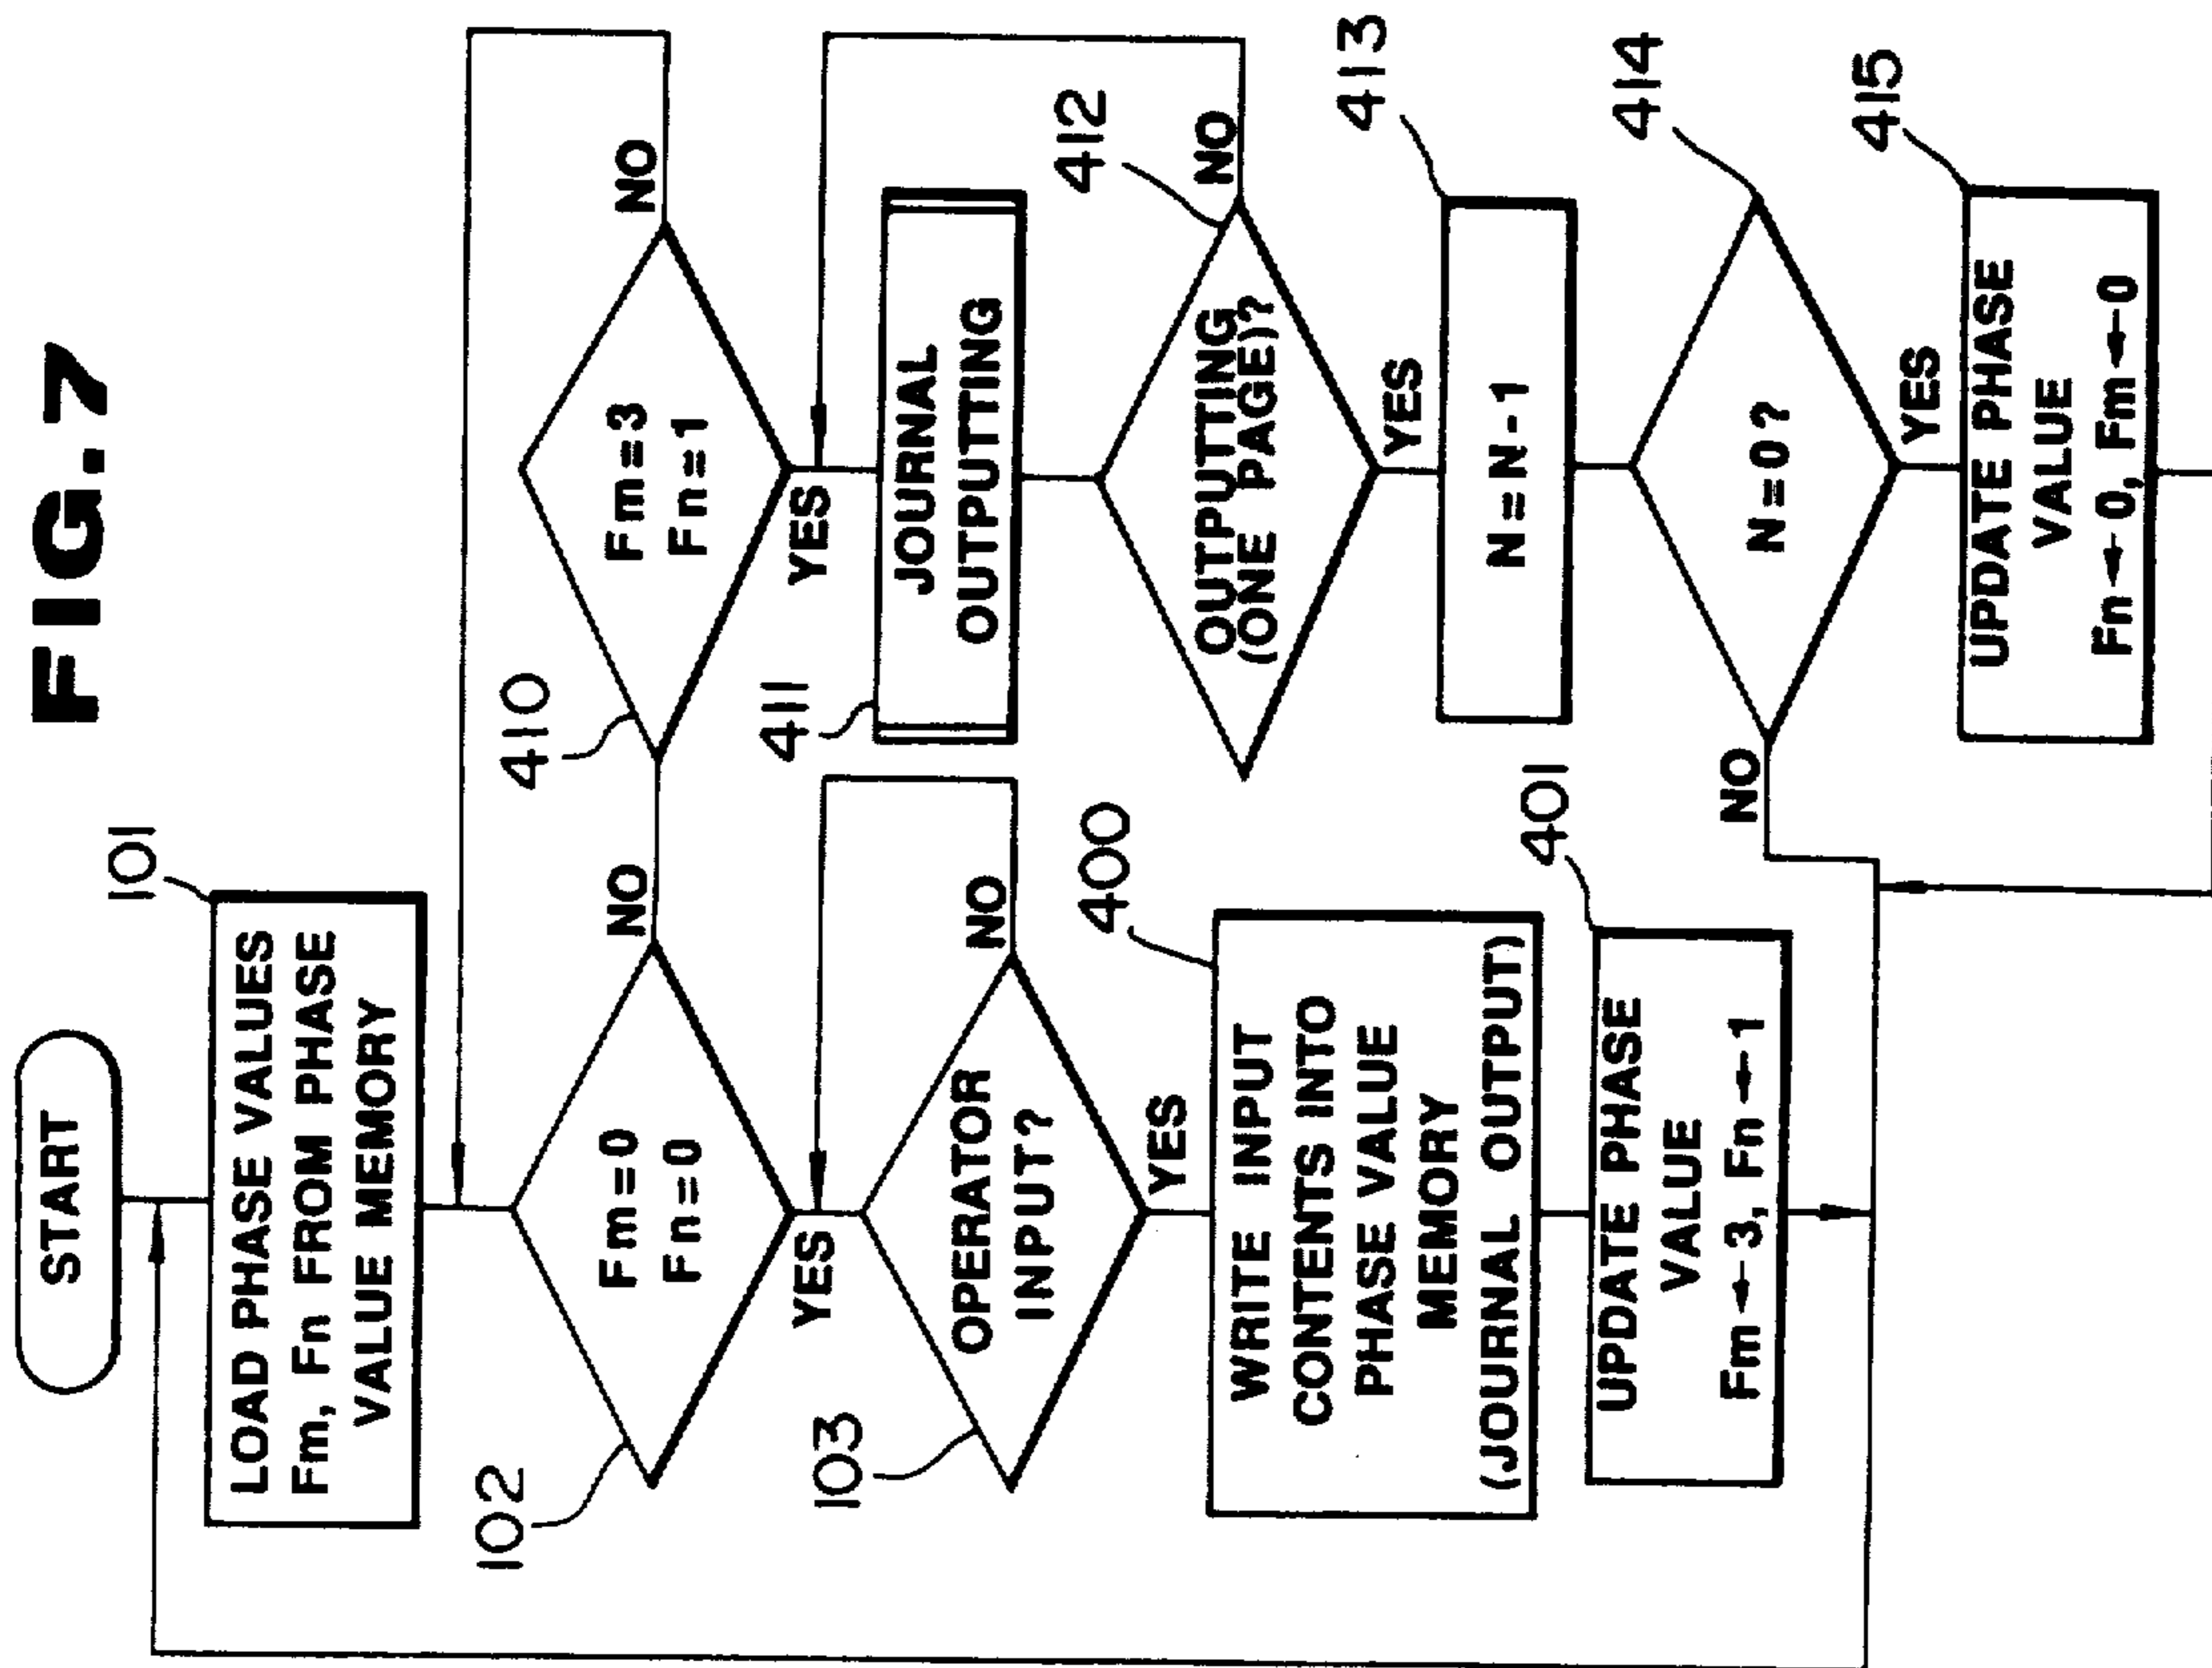 FIG.7
START
101
LOAD PHASE VALUES
Fm, Fn FROM PHASE
VALUE MEMORY
102
Fm=0
Fn=0
NO
YES
103
OPERATOR
INPUT?
NO
YES
400
WRITE INPUT
CONTENTS INTO
PHASE VALUE
MEMORY
(JOURNAL OUTPUT)
401
UPDATE PHASE
VALUE
Fm←3, Fn←1
410
Fm=3
Fn=1
NO
YES
411
JOURNAL
OUTPUTTING
412
OUTPUTTING
(ONE PAGE)?
NO
YES
413
N=N-1
414
N=0?
NO
YES
415
UPDATE PHASE
VALUE
Fn←0, Fm←0